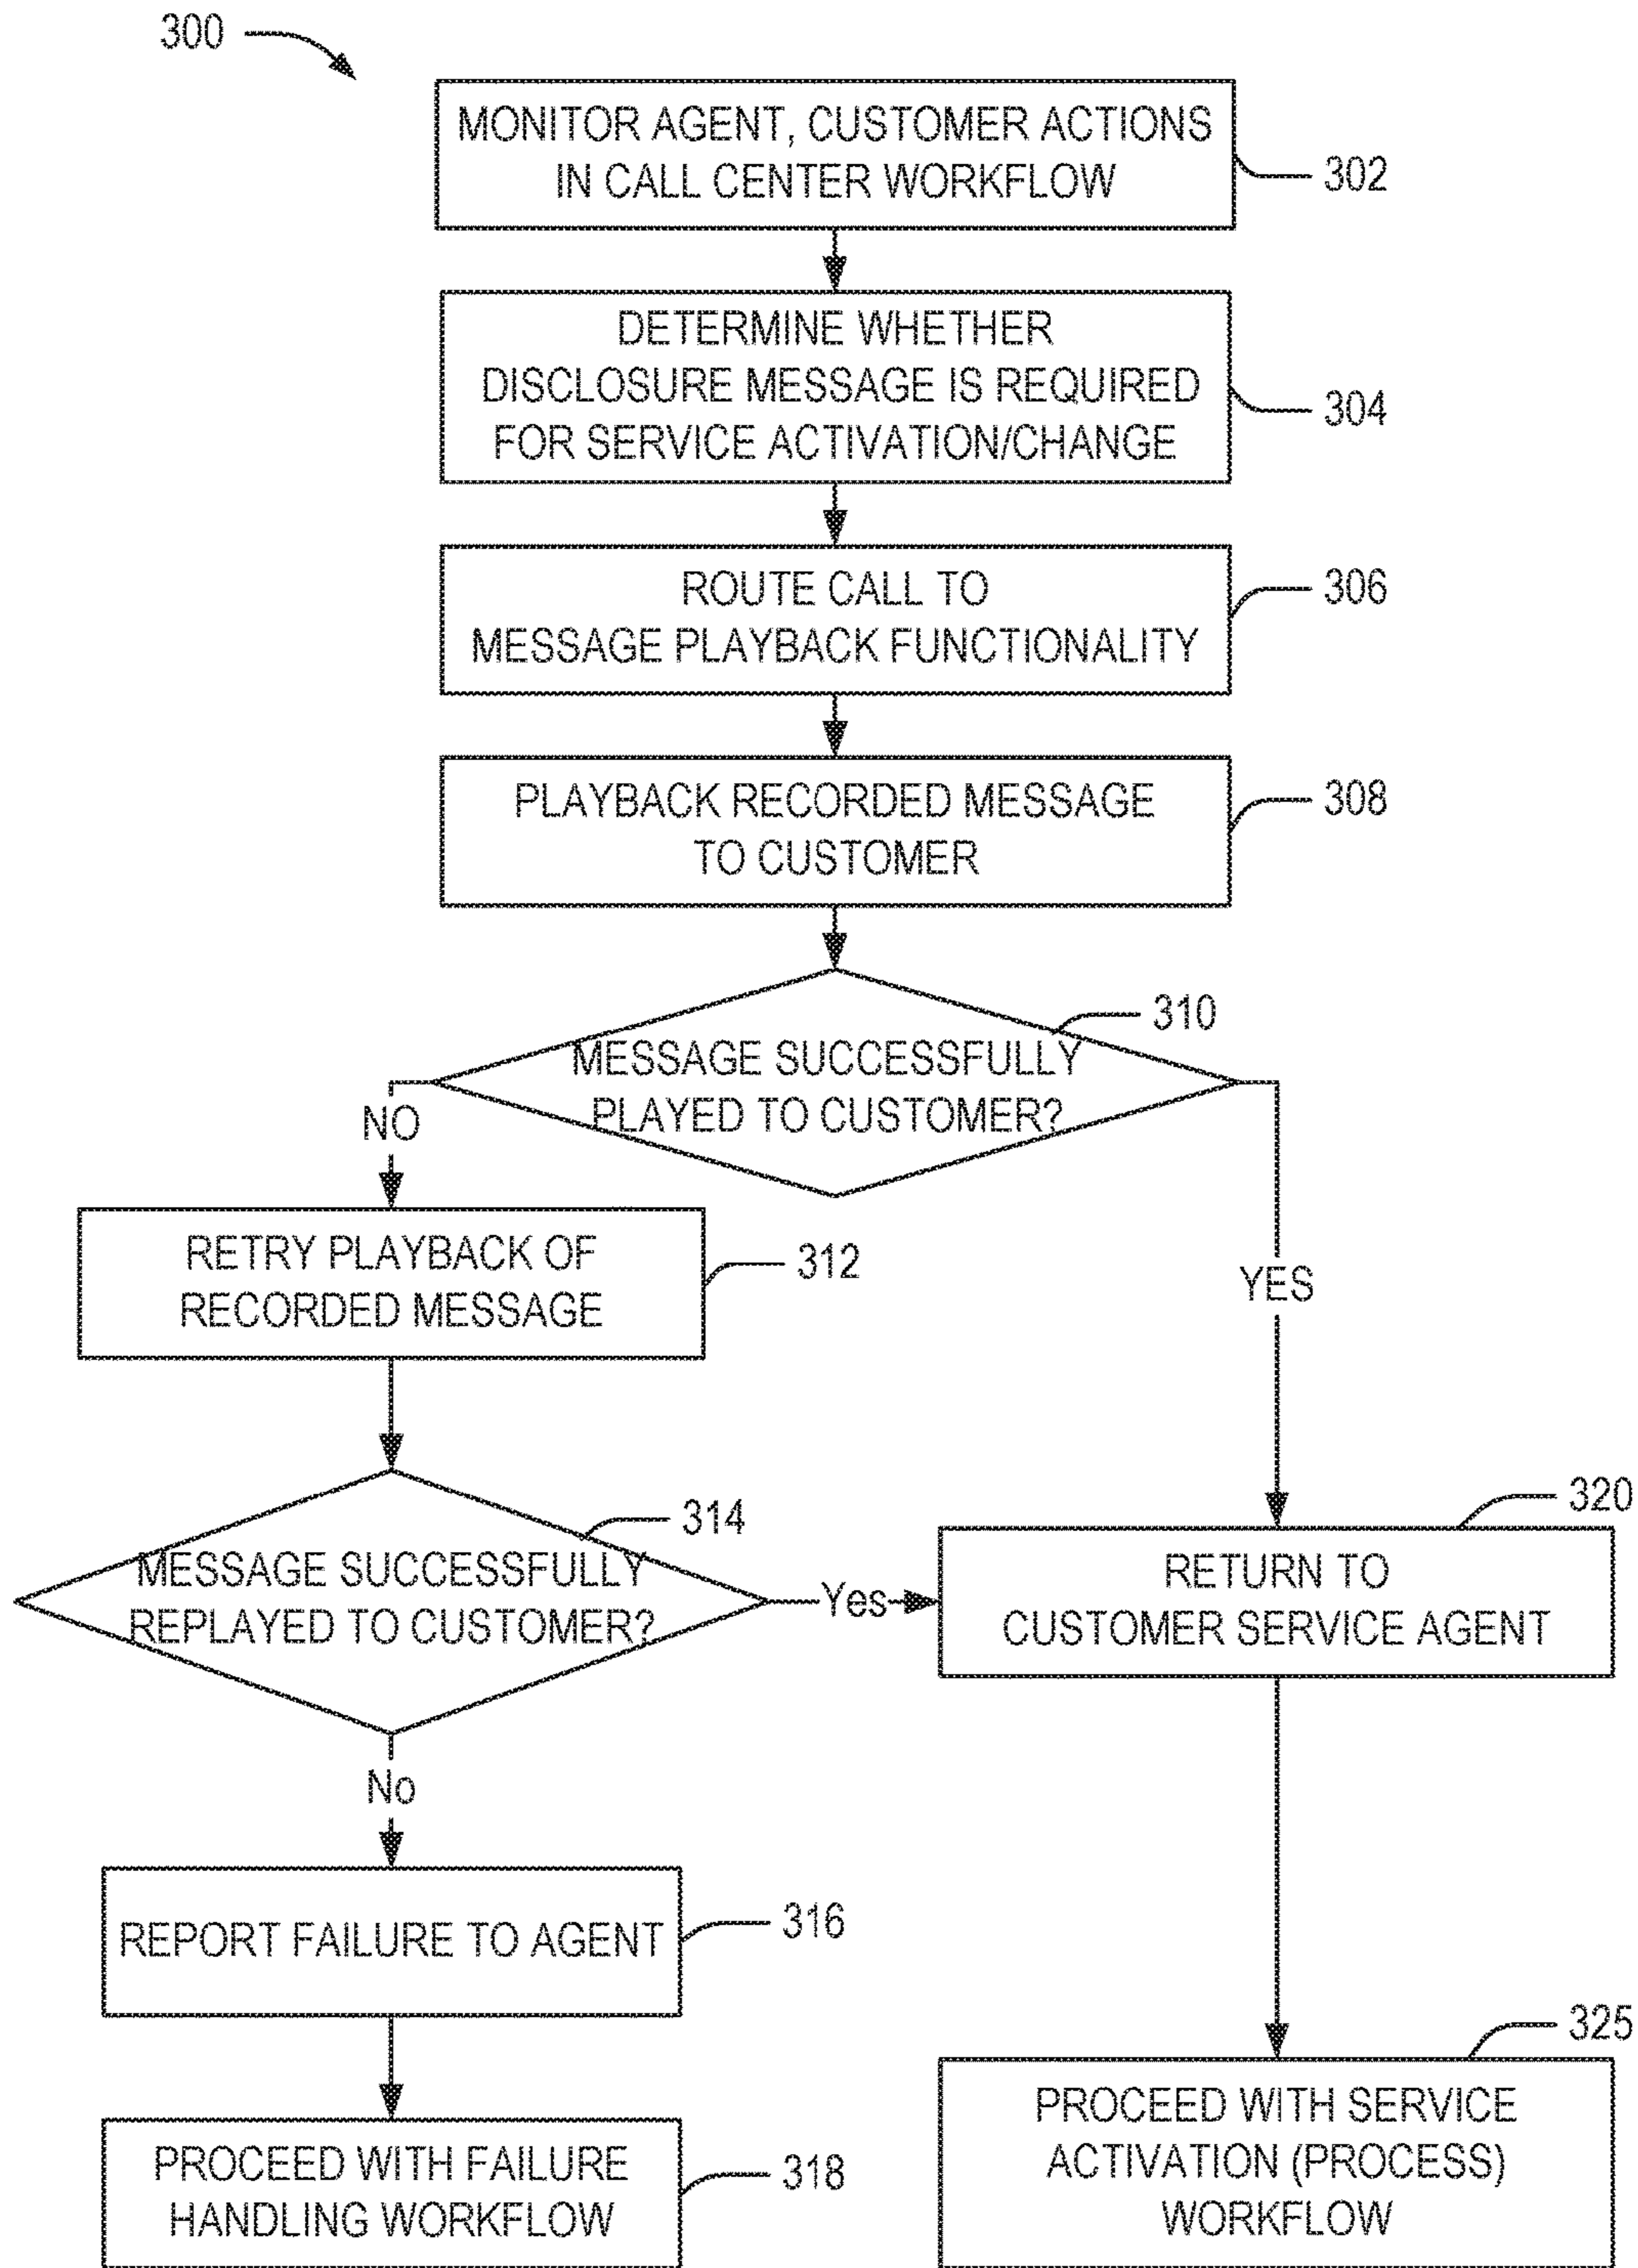 300
MONITOR AGENT, CUSTOMER ACTIONS
IN CALL CENTER WORKFLOW
302
DETERMINE WHETHER
DISCLOSURE MESSAGE IS REQUIRED
FOR SERVICE ACTIVATION/CHANGE
304
ROUTE CALL TO
MESSAGE PLAYBACK FUNCTIONALITY
306
PLAYBACK RECORDED MESSAGE
TO CUSTOMER
308
310
MESSAGE SUCCESSFULLY
PLAYED TO CUSTOMER?
NO
YES
RETRY PLAYBACK OF
RECORDED MESSAGE
312
314
MESSAGE SUCCESSFULLY
REPLAYED TO CUSTOMER?
Yes
320
RETURN TO
CUSTOMER SERVICE AGENT
No
REPORT FAILURE TO AGENT
316
325
PROCEED WITH SERVICE
ACTIVATION (PROCESS)
WORKFLOW
PROCEED WITH FAILURE
HANDLING WORKFLOW
318